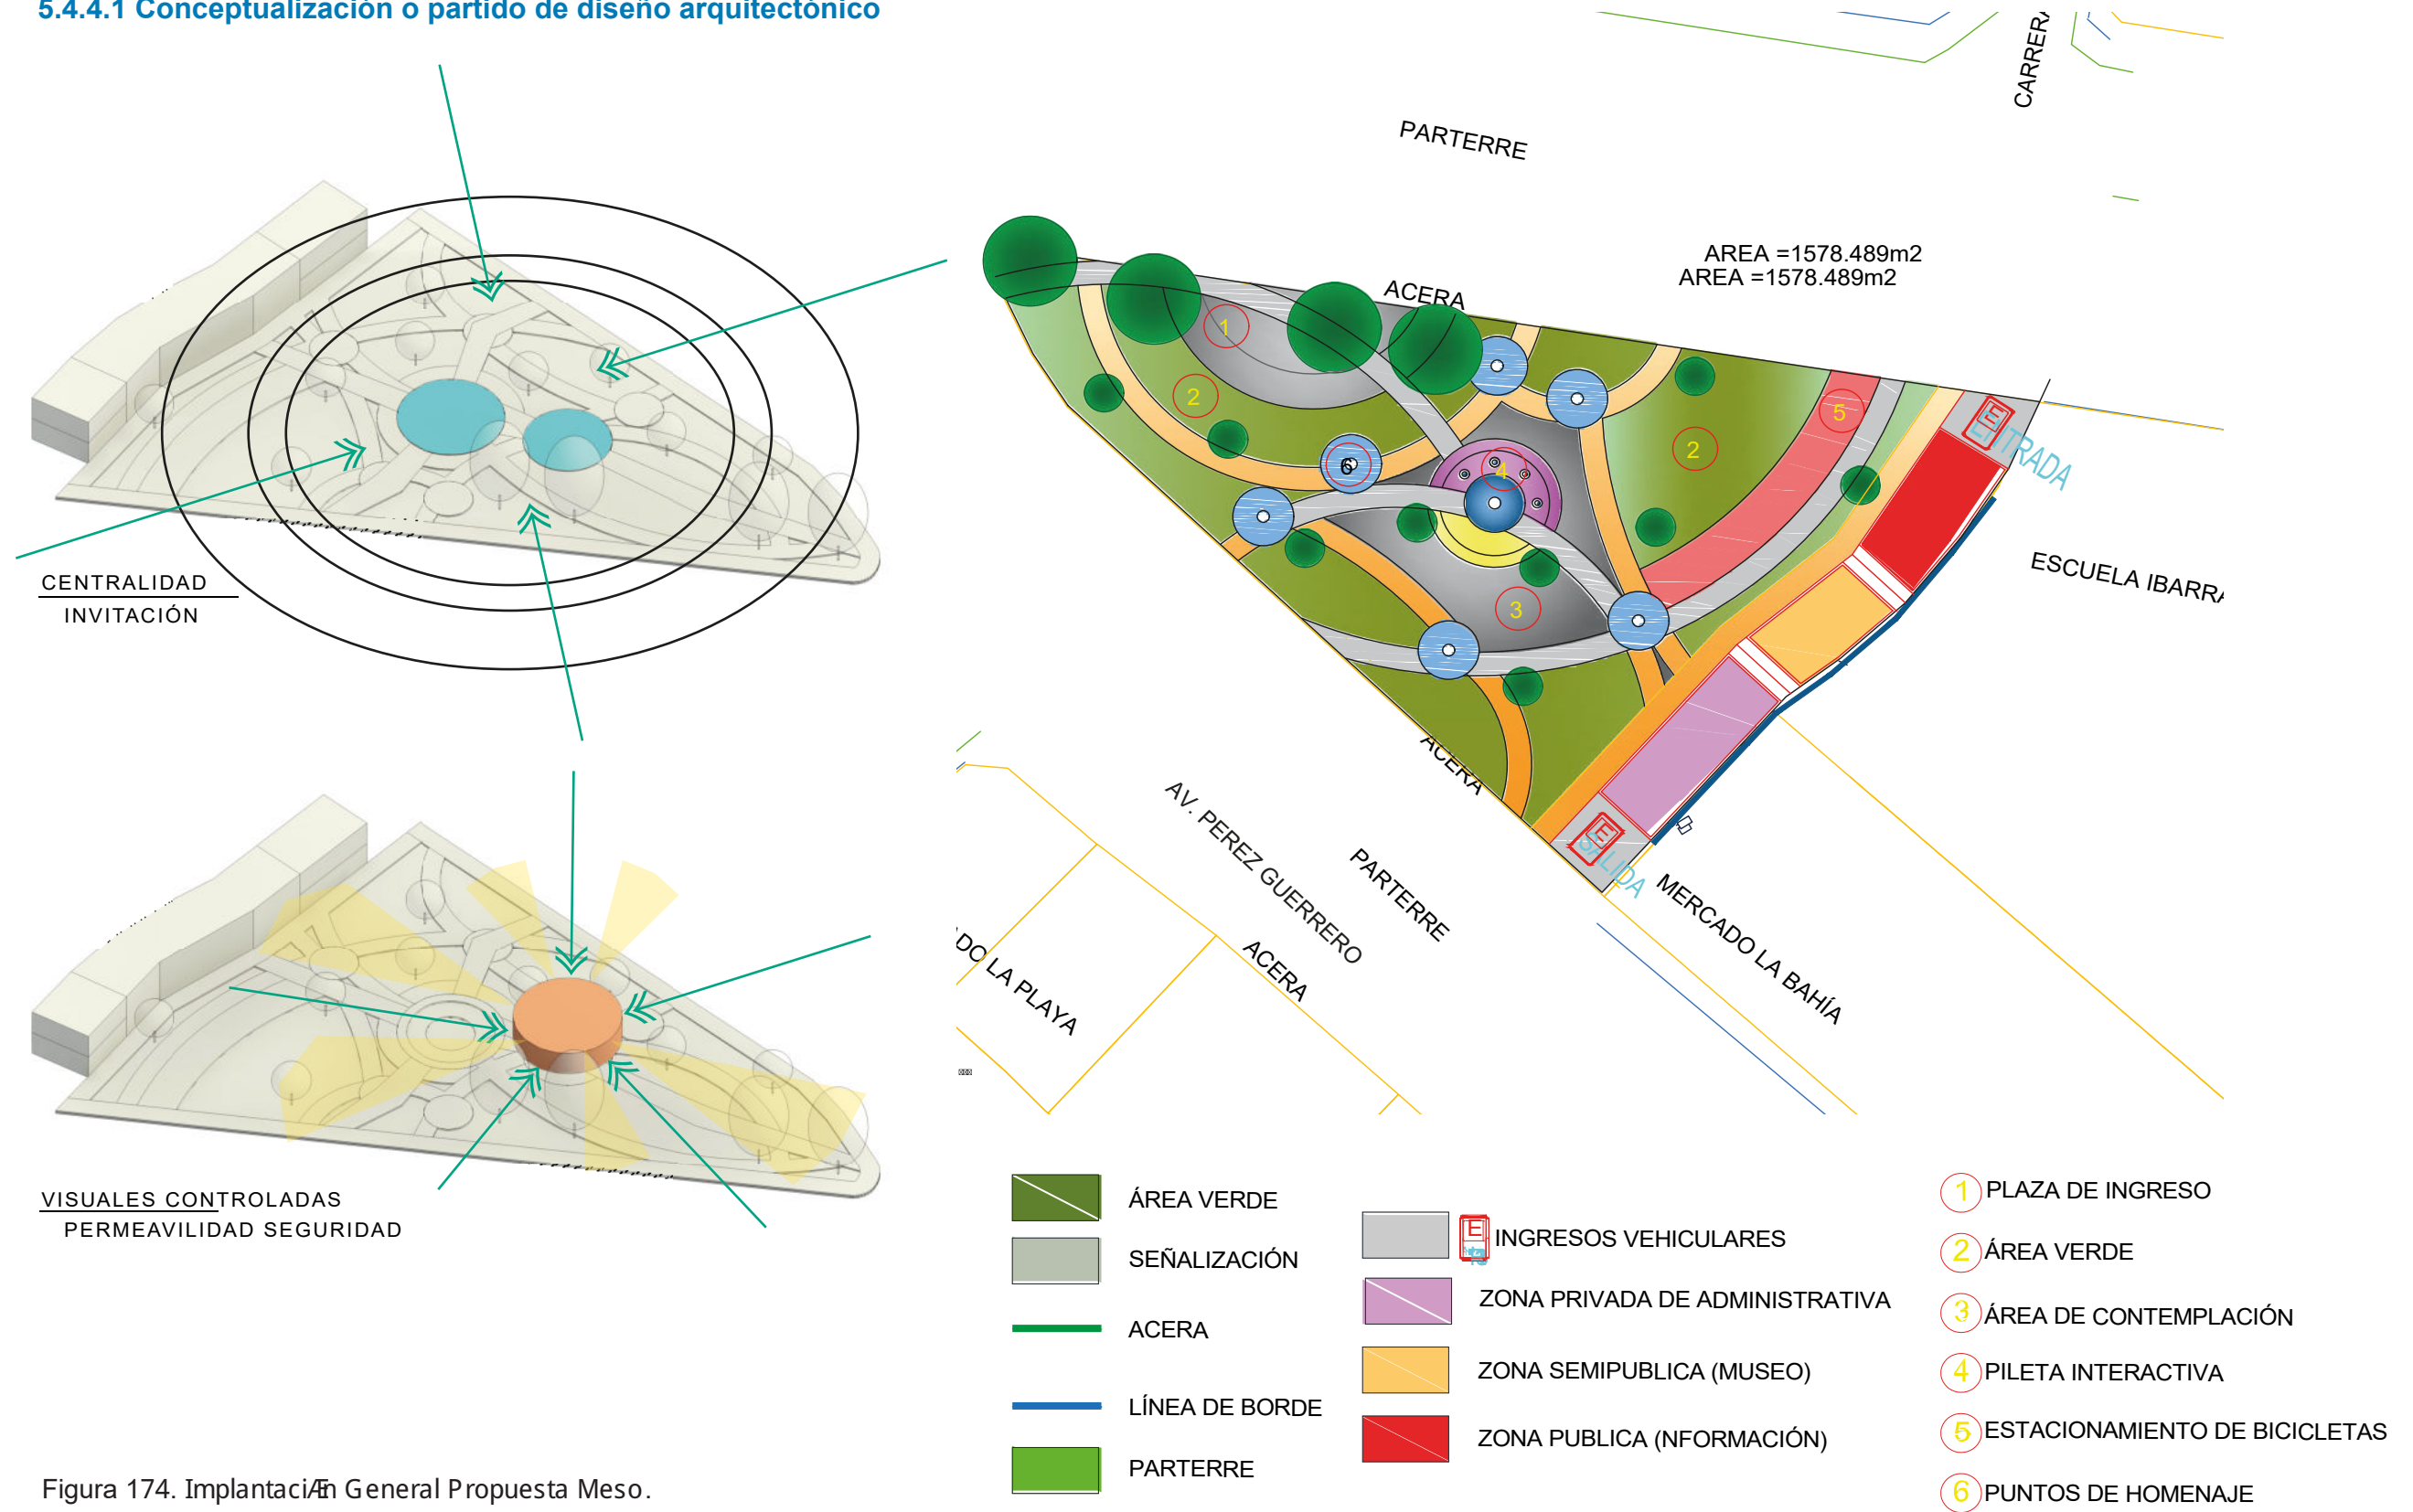 5.4.4.1 Conceptualización o partido de diseño arquitectónico
CENTRALIDAD
INVITACIÓN
VISUALES CONTROLADAS
PERMEAVILIDAD SEGURIDAD
PARTERRE
AREA =1578.489m2
AREA =1578.489m2
ACERA
1
2
6
4
2
5
3
E
ENTRADA
ESCUELA IBARRA
ACERA
AV. PEREZ GUERRERO
PARTERRE
E
SALIDA
MERCADO LA BAHÍA
ACERA
LA PLAYA
ÁREA VERDE
SEÑALIZACIÓN
ACERA
LÍNEA DE BORDE
PARTERRE
E INGRESOS VEHICULARES
ZONA PRIVADA DE ADMINISTRATIVA
ZONA SEMIPUBLICA (MUSEO)
ZONA PUBLICA (NFORMACIÓN)
1 PLAZA DE INGRESO
2 ÁREA VERDE
3 ÁREA DE CONTEMPLACIÓN
4 PILETA INTERACTIVA
5 ESTACIONAMIENTO DE BICICLETAS
6 PUNTOS DE HOMENAJE
Figura 174. ImplantaciÆn General Propuesta Meso.